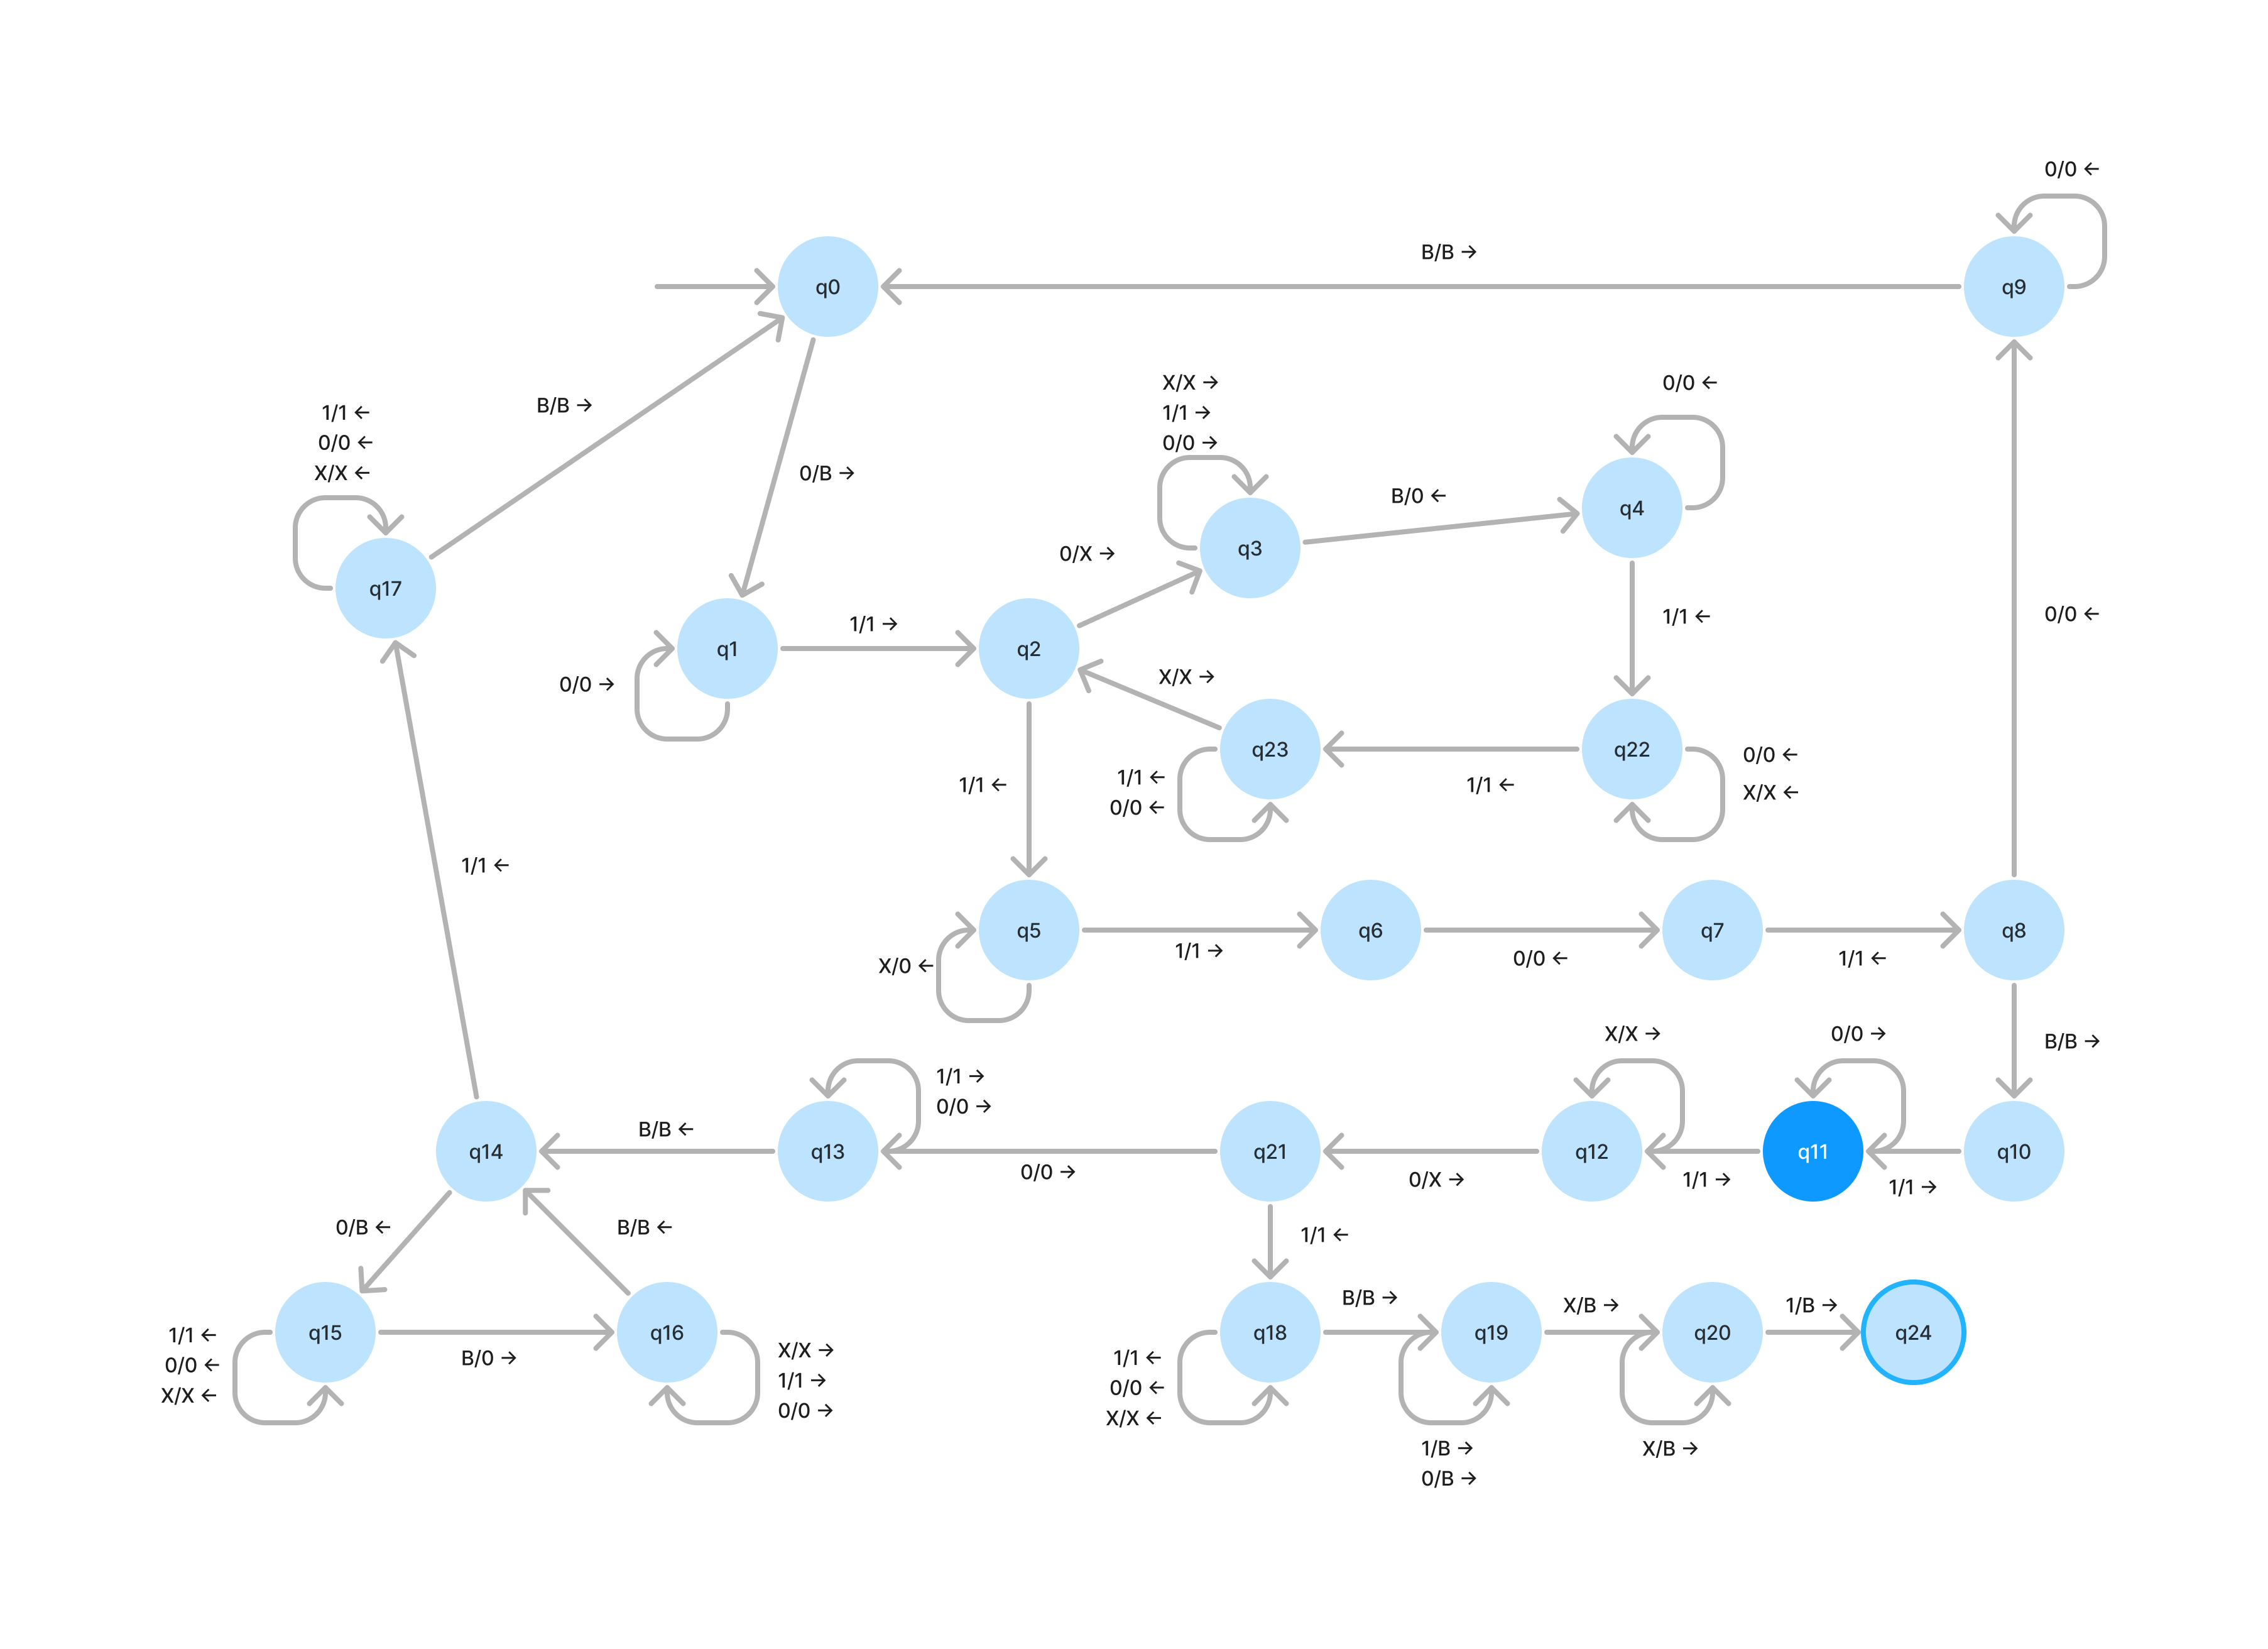 0/0 ←
B/B →
q0
q9
X/X →
1/1 →
0/0 →
0/0 ←
1/1 ←
0/0 ←
X/X ←
B/B →
0/B →
B/0 ←
q4
q3
0/X →
q17
1/1 →
1/1 ←
0/0 ←
q1
q2
0/0 →
X/X →
q23
q22
0/0 ←
X/X ←
1/1 ←
1/1 ←
0/0 ←
1/1 ←
1/1 ←
q5
q6
q7
q8
X/0 ←
1/1 →
0/0 ←
1/1 ←
X/X →
0/0 →
B/B →
1/1 →
0/0 →
B/B ←
q14
q13
q21
q12
q11
q10
0/0 →
0/X →
1/1 →
1/1 →
0/B ←
B/B ←
1/1 ←
B/B →
X/B →
1/B →
q15
q16
q18
q19
q20
q24
1/1 ←
0/0 ←
X/X ←
B/0 →
X/X →
1/1 →
0/0 →
1/1 ←
0/0 ←
X/X ←
1/B →
0/B →
X/B →